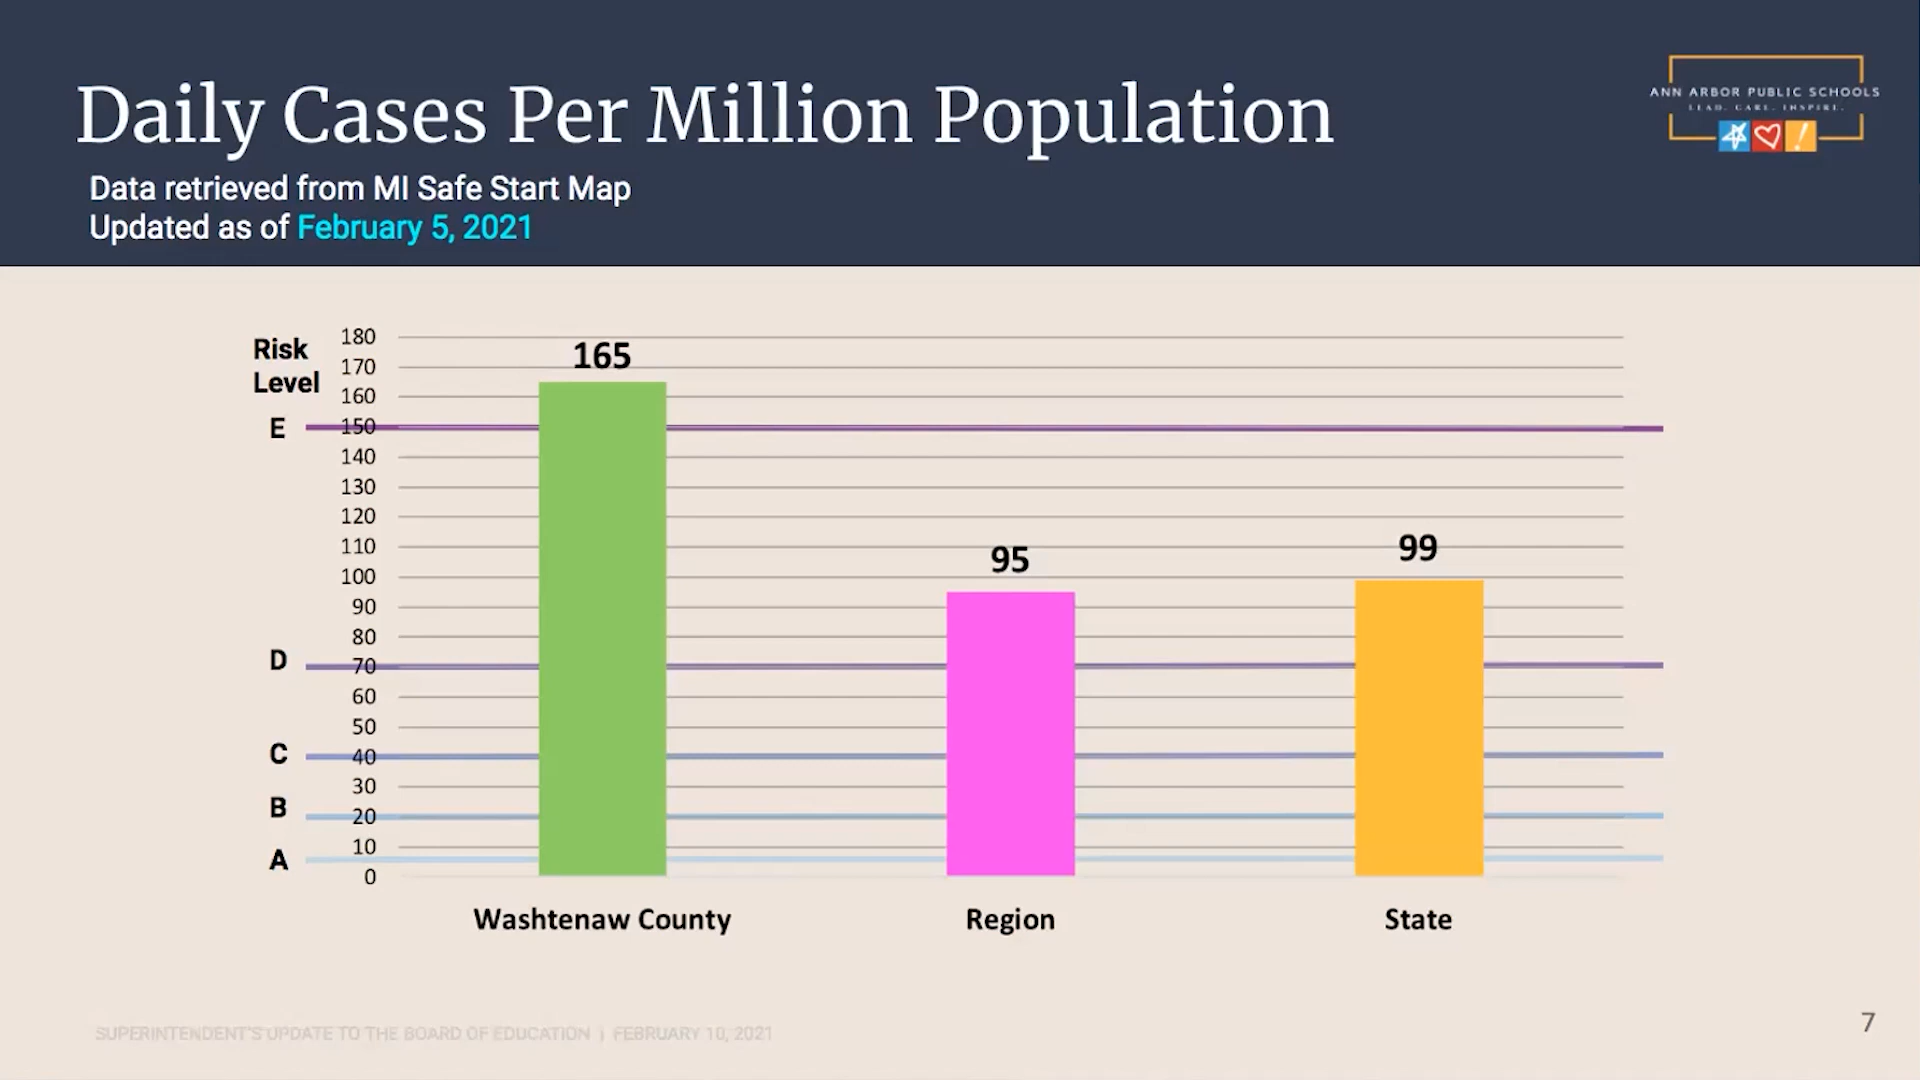 Daily Cases Per Million Population
ANN ARBOR PUBLIC SCHOOLS
LEAD. CARE. INSPIRE.
Data retrieved from MI Safe Start Map
Updated as of February 5, 2021
Risk
Level
180
170
160
E 150
140
130
120
110
100
90
80
D 70
60
50
C 40
30
B 20
10
A
0
165
95
99
Washtenaw County Region State
SUPERINTENDENT'S UPDATE TO THE BOARD OF EDUCATION | FEBRUARY 10, 2021
7